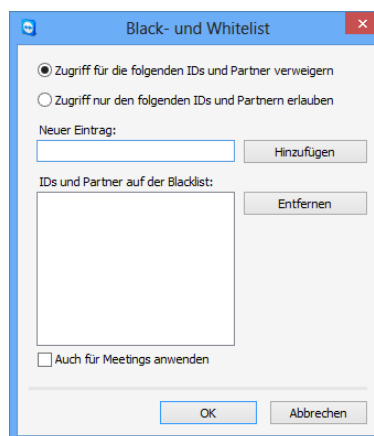 Black- und Whitelist
Zugriff für die folgenden IDs und Partner verweigern
Zugriff nur den folgenden IDs und Partnern erlauben
Neuer Eintrag:
Hinzufügen
IDs und Partner auf der Blacklist:
Entfernen
Auch für Meetings anwenden
OK
Abbrechen